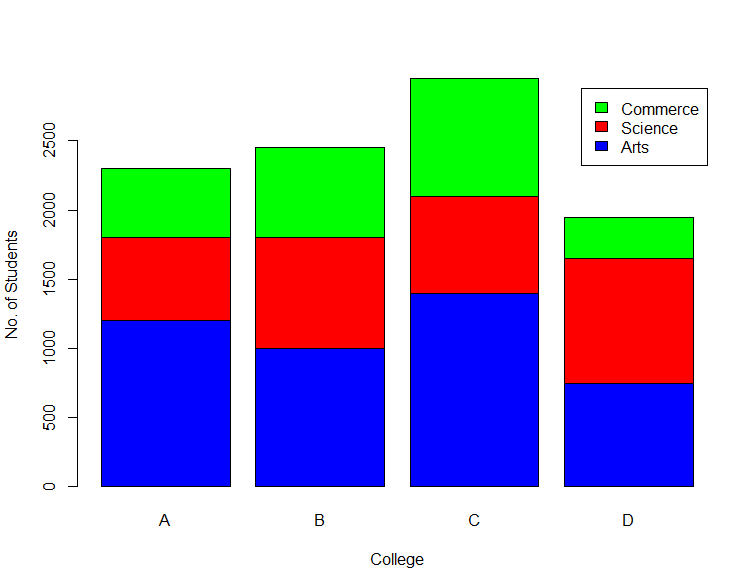 Commerce
Science
Arts
No. of Students
2500
2000
1500
1000
500
0
A B C D
College